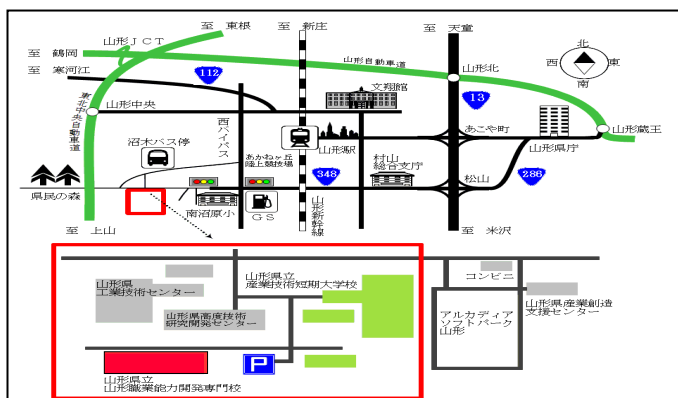 至 東根
至 新庄
至 天童
山形JCT
至 鶴岡
至 寒河江
山形自動車道
北
西 東
南
112
文翔館
山形北
13
山形中央
東北中央自動車道
沼木バス停
西バイパス
あかねヶ丘
陸上競技場
山形駅
あこや町
山形県庁
山形蔵王
村山
総合支庁
348
松山
286
県民の森
南沼原小
GS
山形新幹線
至 上山
至 米沢
山形県
工業技術センター
山形県立
産業技術短期大学校
コンビニ
山形県高度技術
研究開発センター
アルカディア
ソフトパーク
山形
山形県産業創造
支援センター
P
山形県立
山形職業能力開発専門校